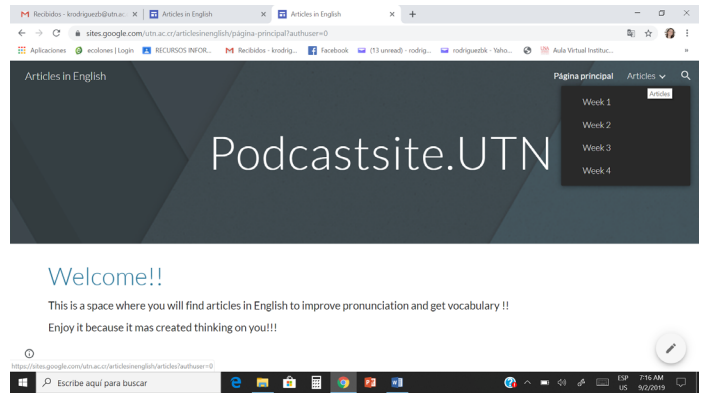 Recibidos - krodriguezb@utn.ac. Articles in English Articles in English
sites.google.com/utn.ac.cr/articlesinenglish/página-principal?authuser=0
Aplicaciones ecolones | Login RECURSOS INFOR... Recibidos - krodrig... Facebook (13 unread) - rodrig... rodriguezbk - Yaho... Aula Virtual Instituc... »
Articles in English Página principal Articles
Articles
Week 1
Week 2
Week 3
Week 4
Podcastsite.UTN
Welcome!!
This is a space where you will find articles in English to improve pronunciation and get vocabulary !!
Enjoy it because it mas created thinking on you!!!
https://sites.google.com/utn.ac.cr/articlesinenglish/articles?authuser=0
Escribe aquí para buscar ESP 7:16 AM
US 9/2/2019